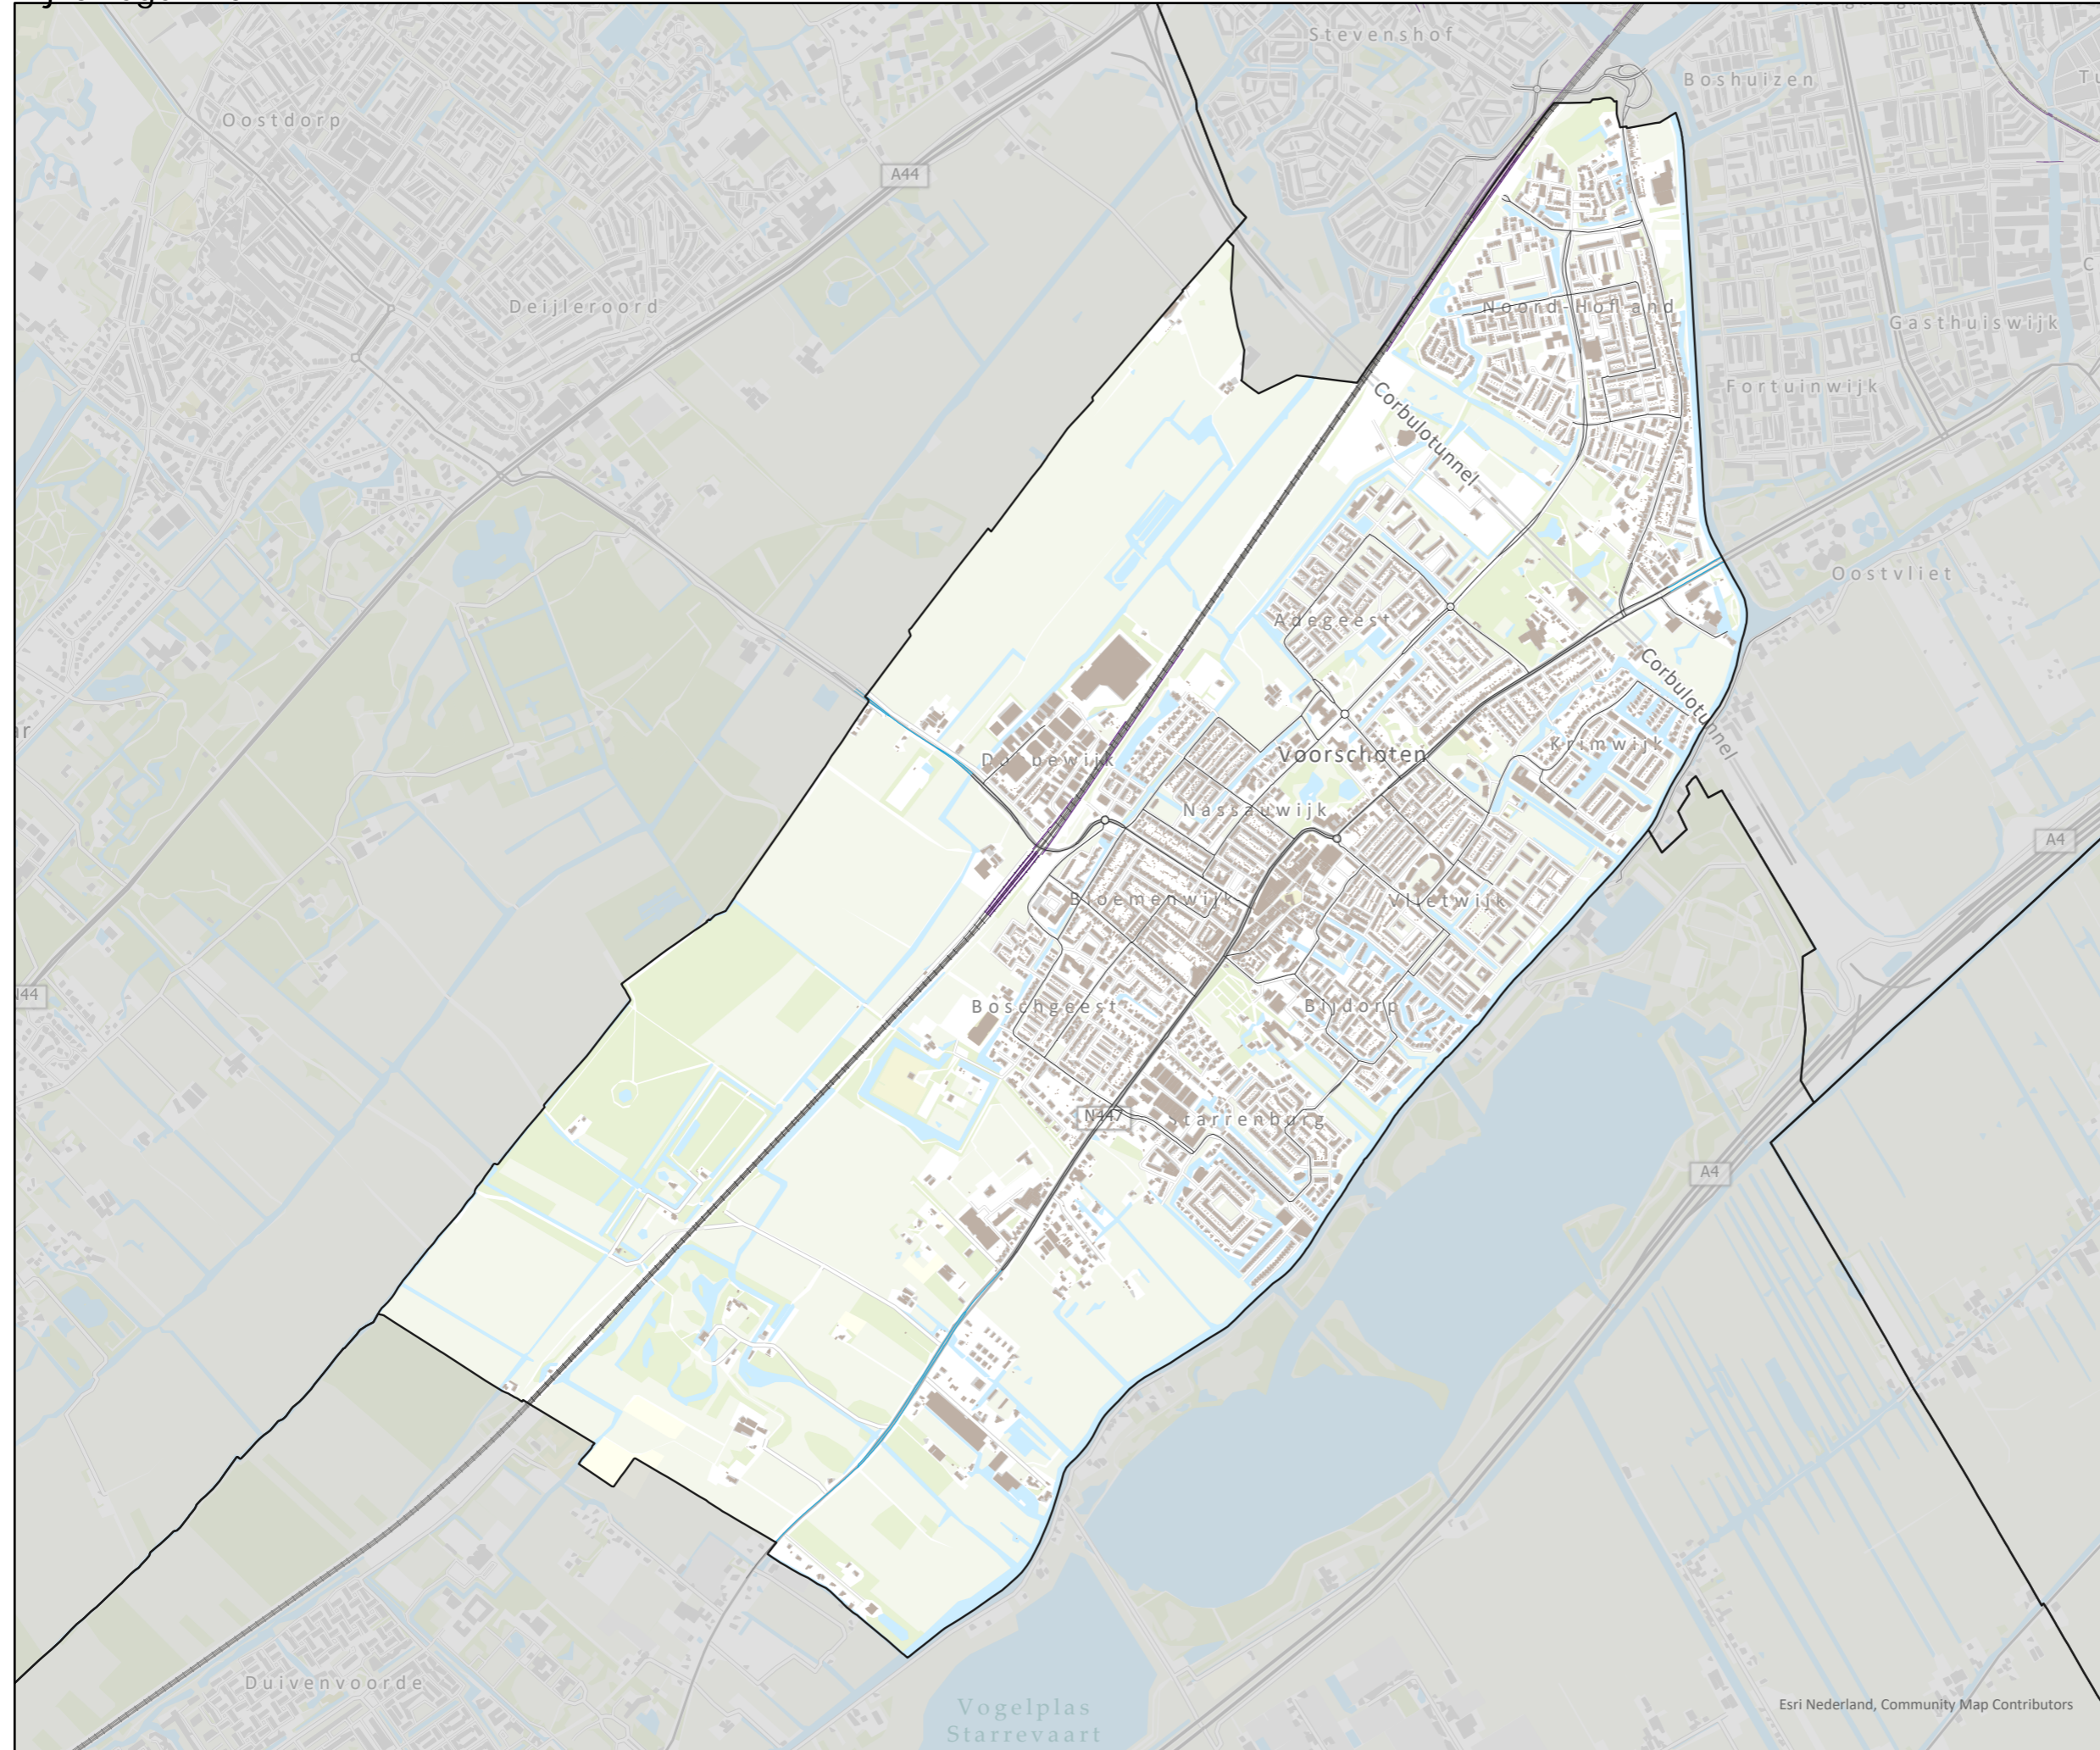 Stevenshof
Boshuizen
Oostdorp
A44
Deijleroord
Noord-Hofland
Gasthuiswijk
Fortuinwijk
Corbulotunnel
Oostvliet
Adegeest
Corbulotunnel
Krimwijk
Voorschoten
Dobbewijk
Nassauwijk
A4
Bloemenwijk
Vlietwijk
N44
Boschgeest
Bijdorp
N447
Starrenburg
A4
Duivenvoorde
Vogelplas
Starrevaart
Esri Nederland, Community Map Contributors